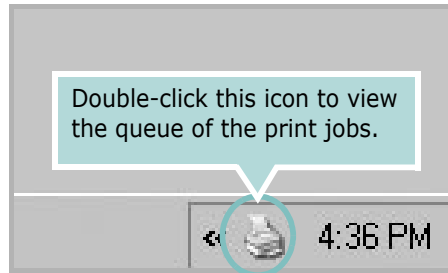 Double-click this icon to view
the queue of the print jobs.
« 4:36 PM